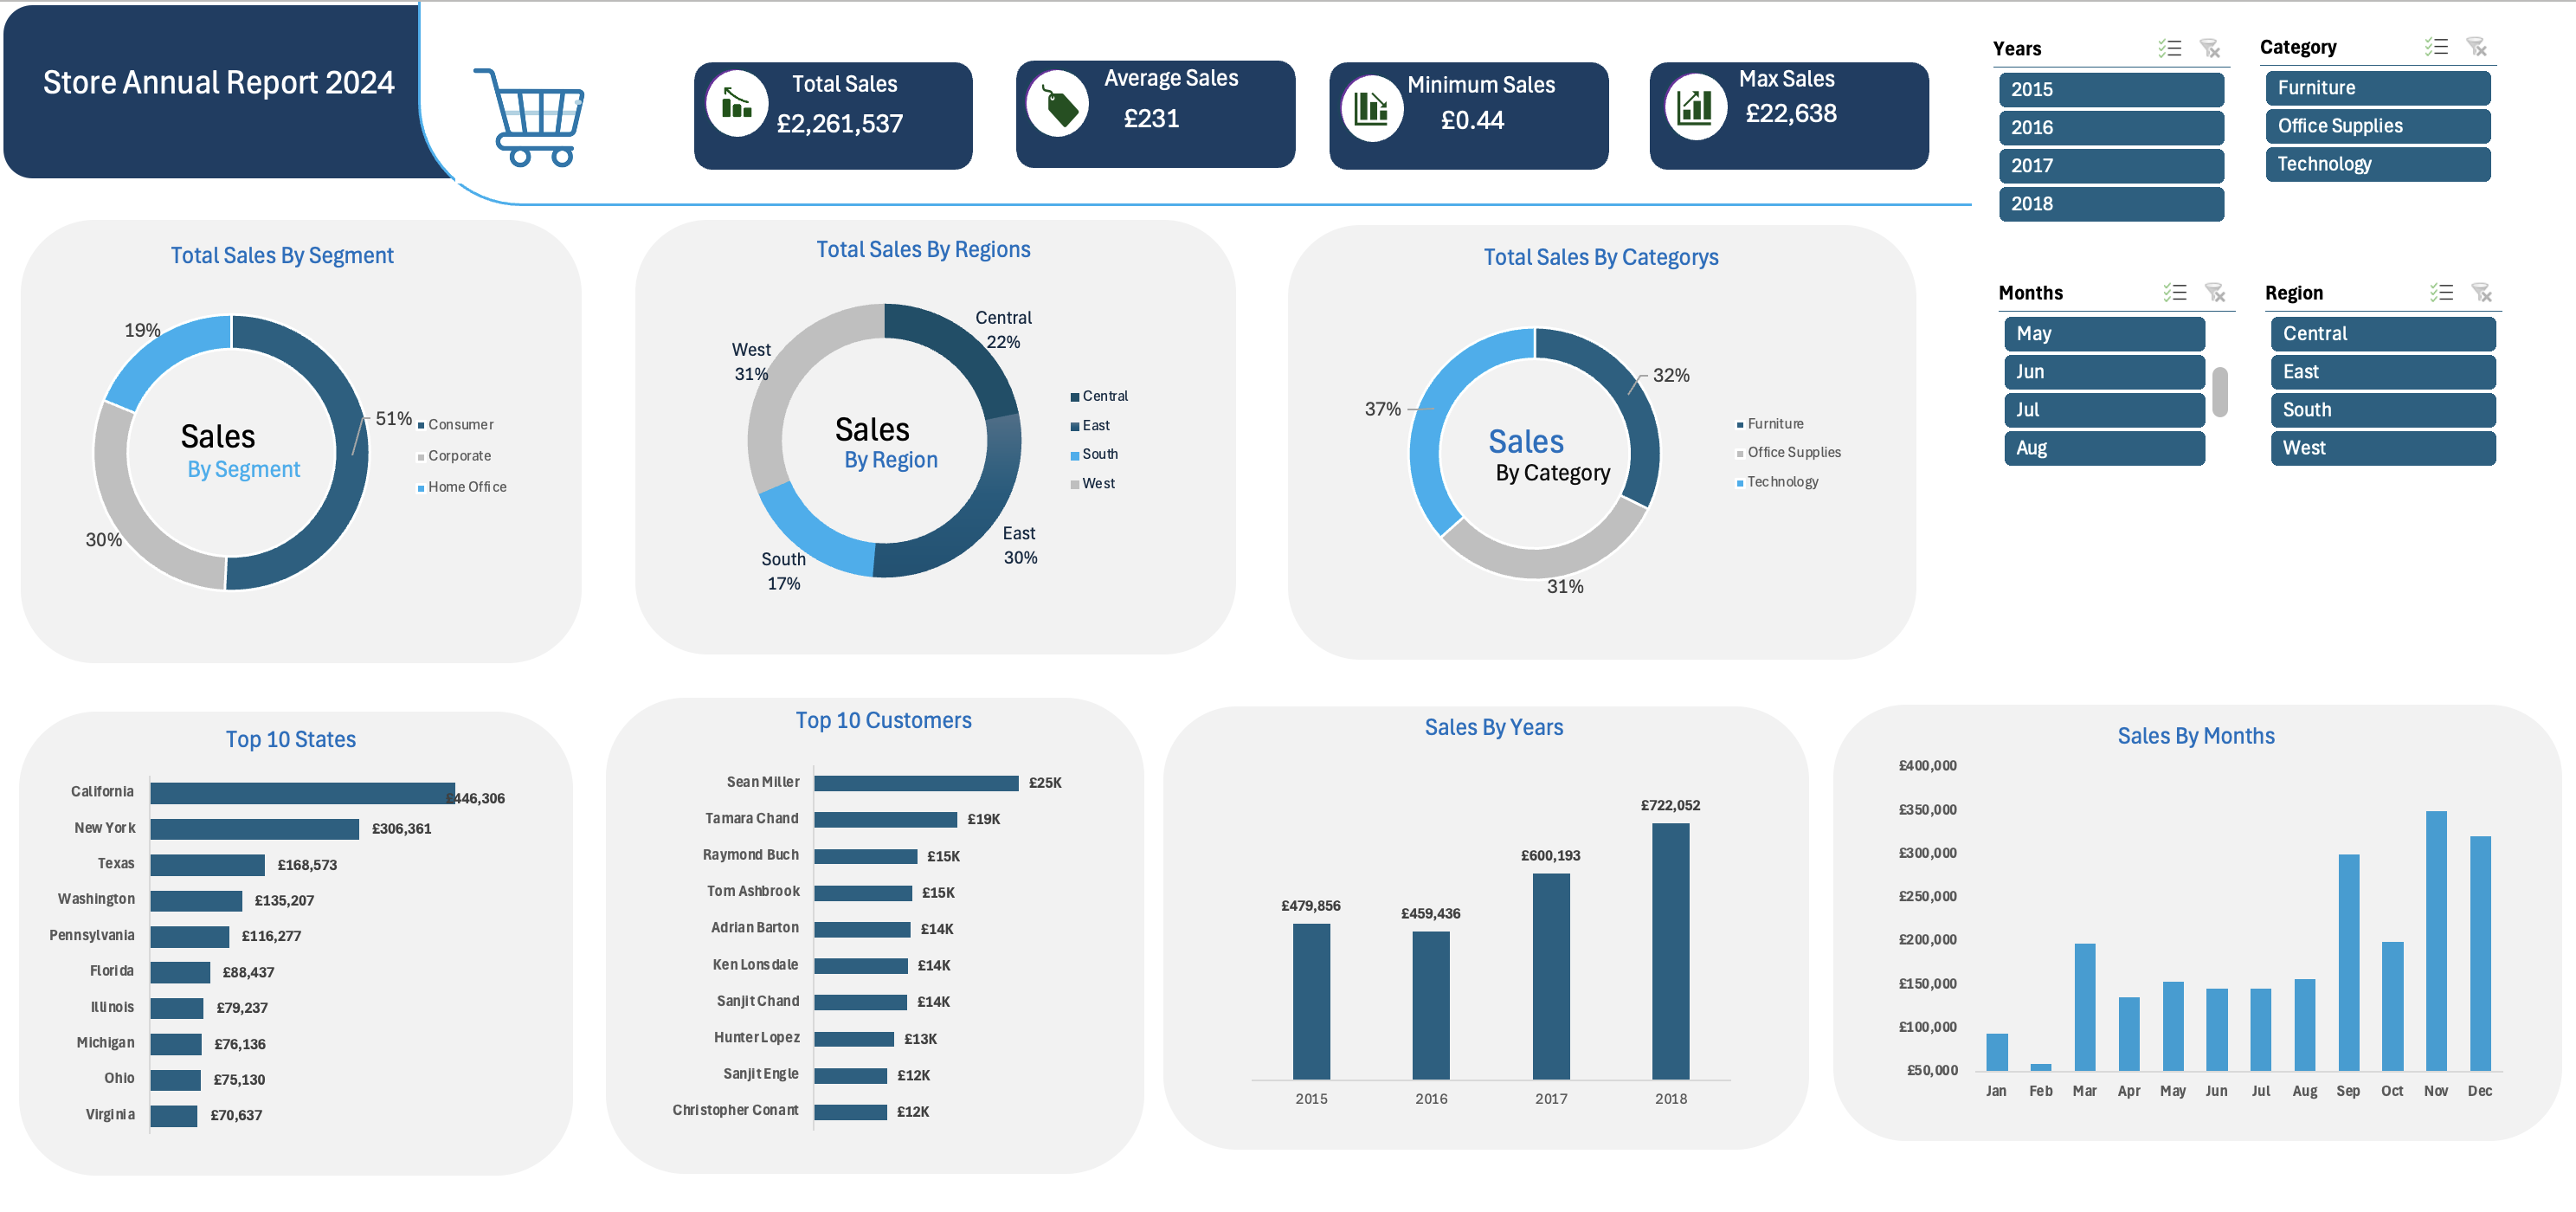 Store Annual Report 2024
Total Sales
£2,261,537
Average Sales
£231
Minimum Sales
£0.44
Max Sales
£22,638
Years
2015
2016
2017
2018
Category
Furniture
Office Supplies
Technology
Months
May
Jun
Jul
Aug
Region
Central
East
South
West
Total Sales By Segment
19%
51%
30%
Sales
By Segment
Consumer
Corporate
Home Office
Total Sales By Regions
Central
22%
West
31%
East
30%
South
17%
Sales
By Region
Central
East
South
West
Total Sales By Categorys
32%
37%
31%
Sales
By Category
Furniture
Office Supplies
Technology
Top 10 States
California £446,306
New York £306,361
Texas £168,573
Washington £135,207
Pennsylvania £116,277
Florida £88,437
Illinois £79,237
Michigan £76,136
Ohio £75,130
Virginia £70,637
Top 10 Customers
Sean Miller £25K
Tamara Chand £19K
Raymond Buch £15K
Tom Ashbrook £15K
Adrian Barton £14K
Ken Lonsdale £14K
Sanjit Chand £14K
Hunter Lopez £13K
Sanjit Engle £12K
Christopher Conant £12K
Sales By Years
£479,856
£459,436
£600,193
£722,052
2015 2016 2017 2018
Sales By Months
£400,000
£350,000
£300,000
£250,000
£200,000
£150,000
£100,000
£50,000
Jan Feb Mar Apr May Jun Jul Aug Sep Oct Nov Dec